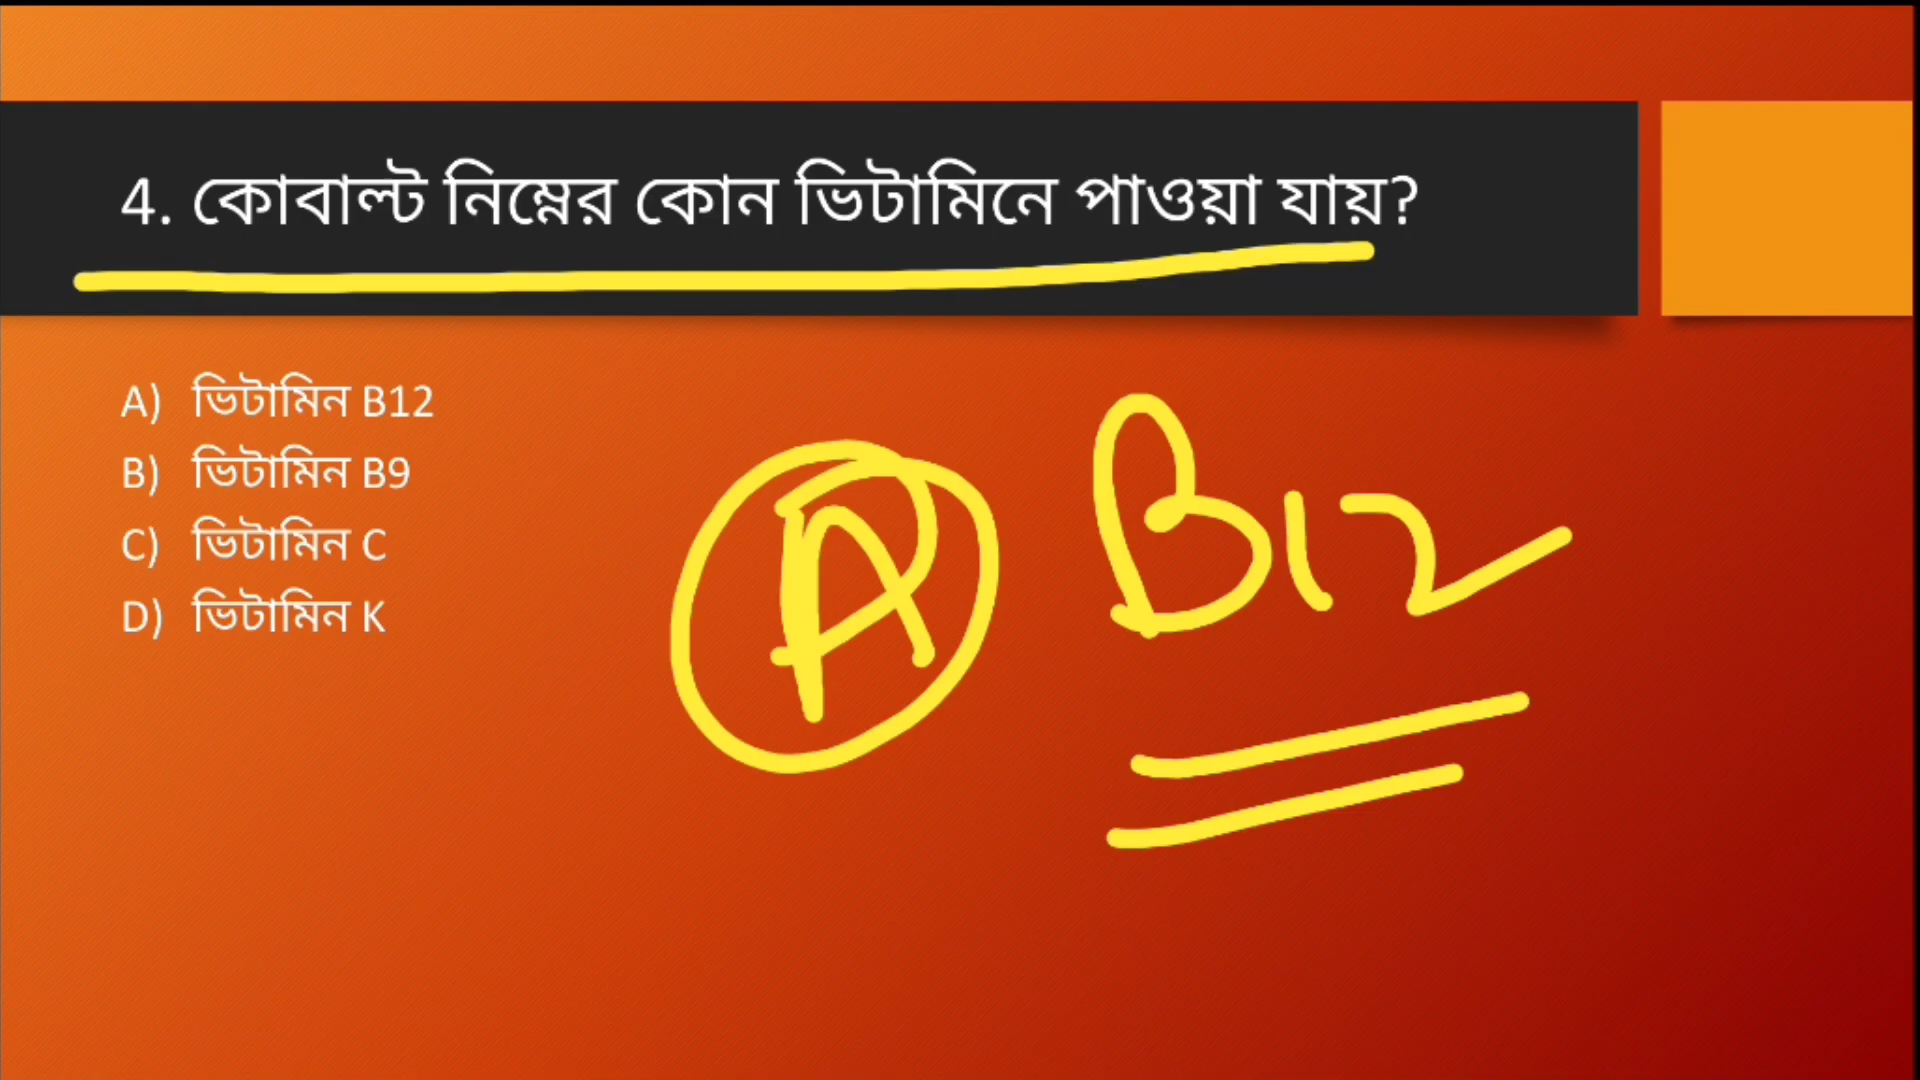 4. কোবাল্ট নিম্নের কোন ভিটামিনে পাওয়া যায়?
A) ভিটামিন B12
B) ভিটামিন B9
C) ভিটামিন C
D) ভিটামিন K
A B12